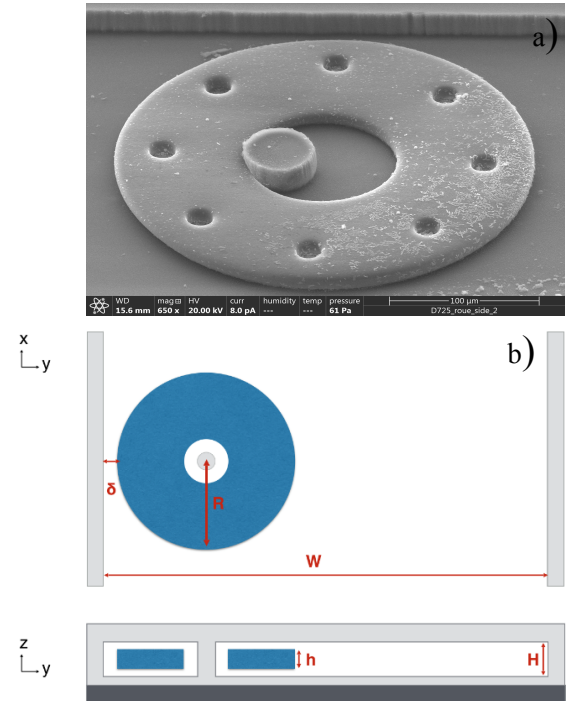 a)
WD mag HV curr humidity temp pressure
100 µm
15.6 mm 650 x 20.00 kV 8.0 pA --- --- 61 Pa
D725_roue_side_2
x
y
b)
δ
R
W
z
y
h
H